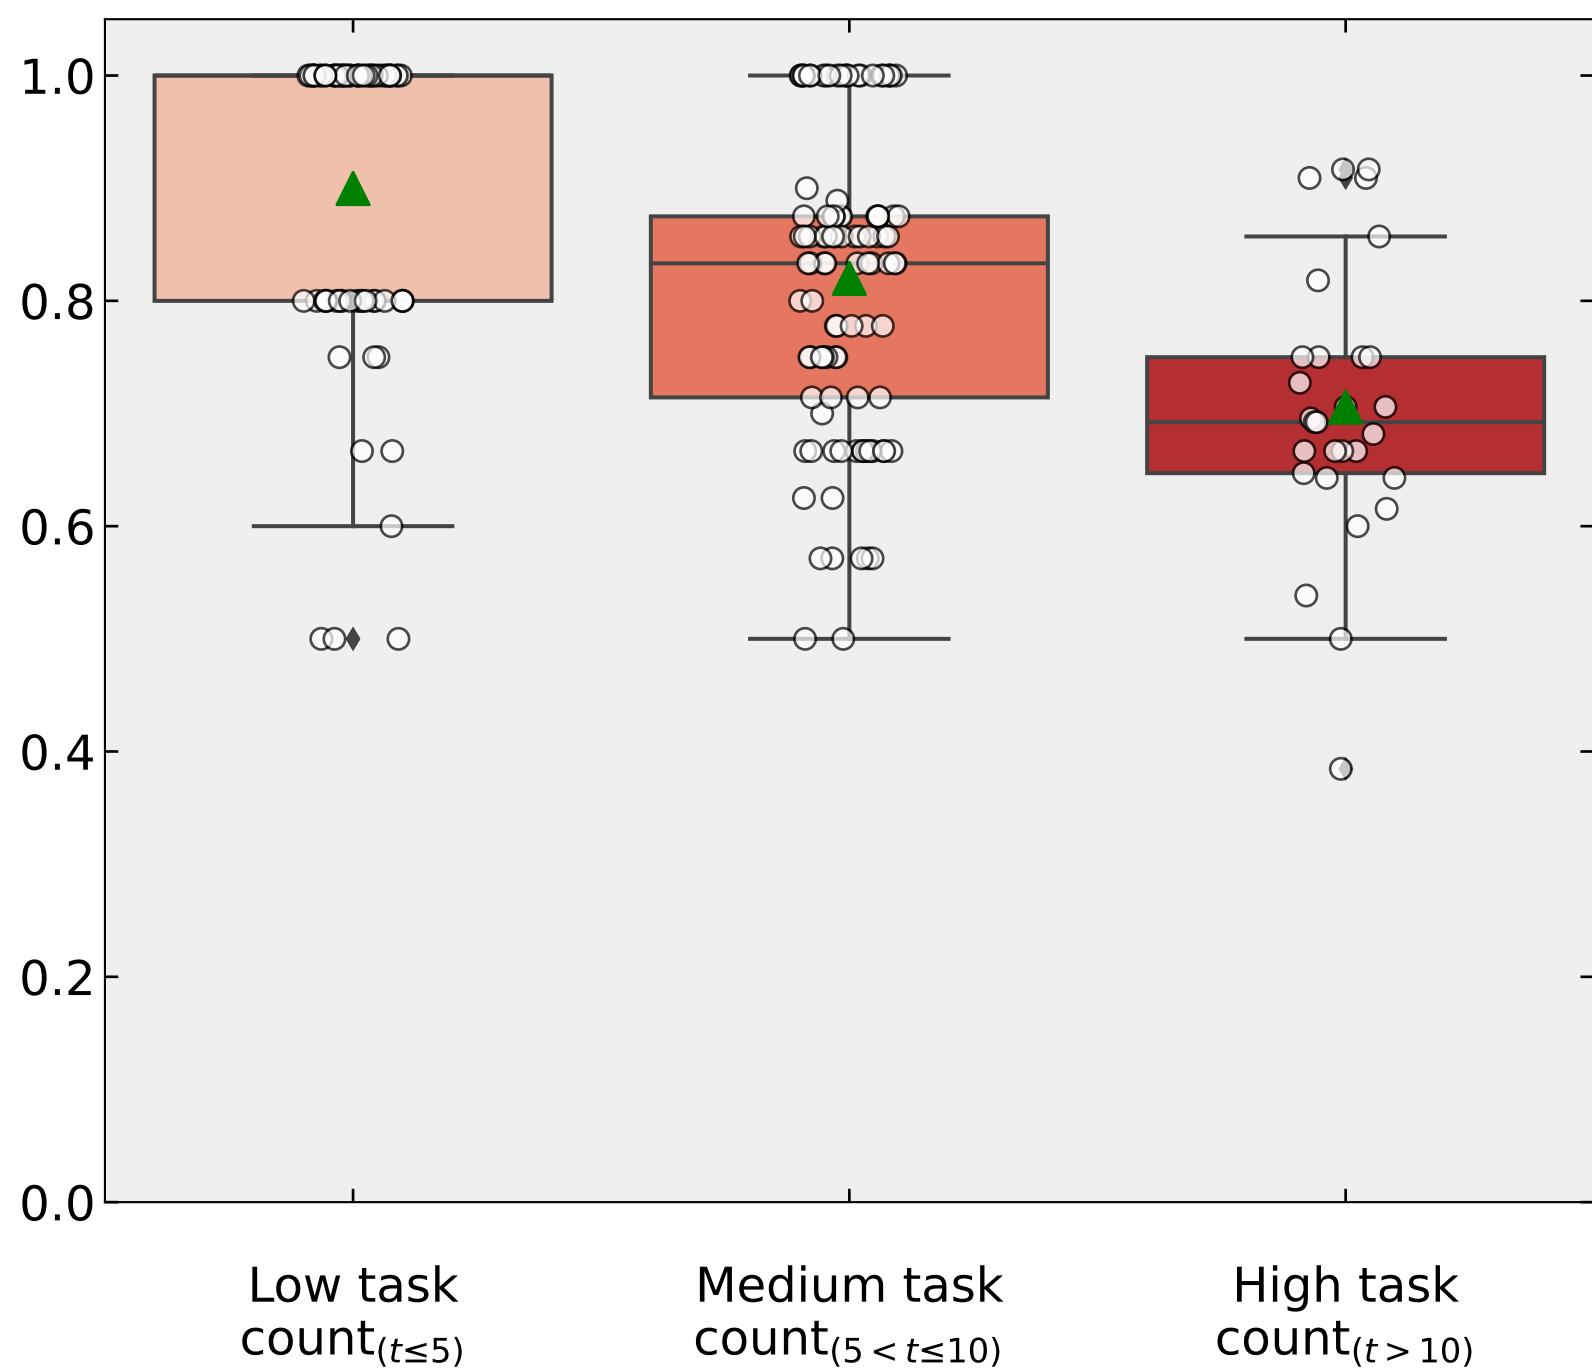 1.0
0.8
0.6
0.4
0.2
0.0
Low task
count(t≤5)
Medium task
count(5 < t≤10)
High task
count(t > 10)